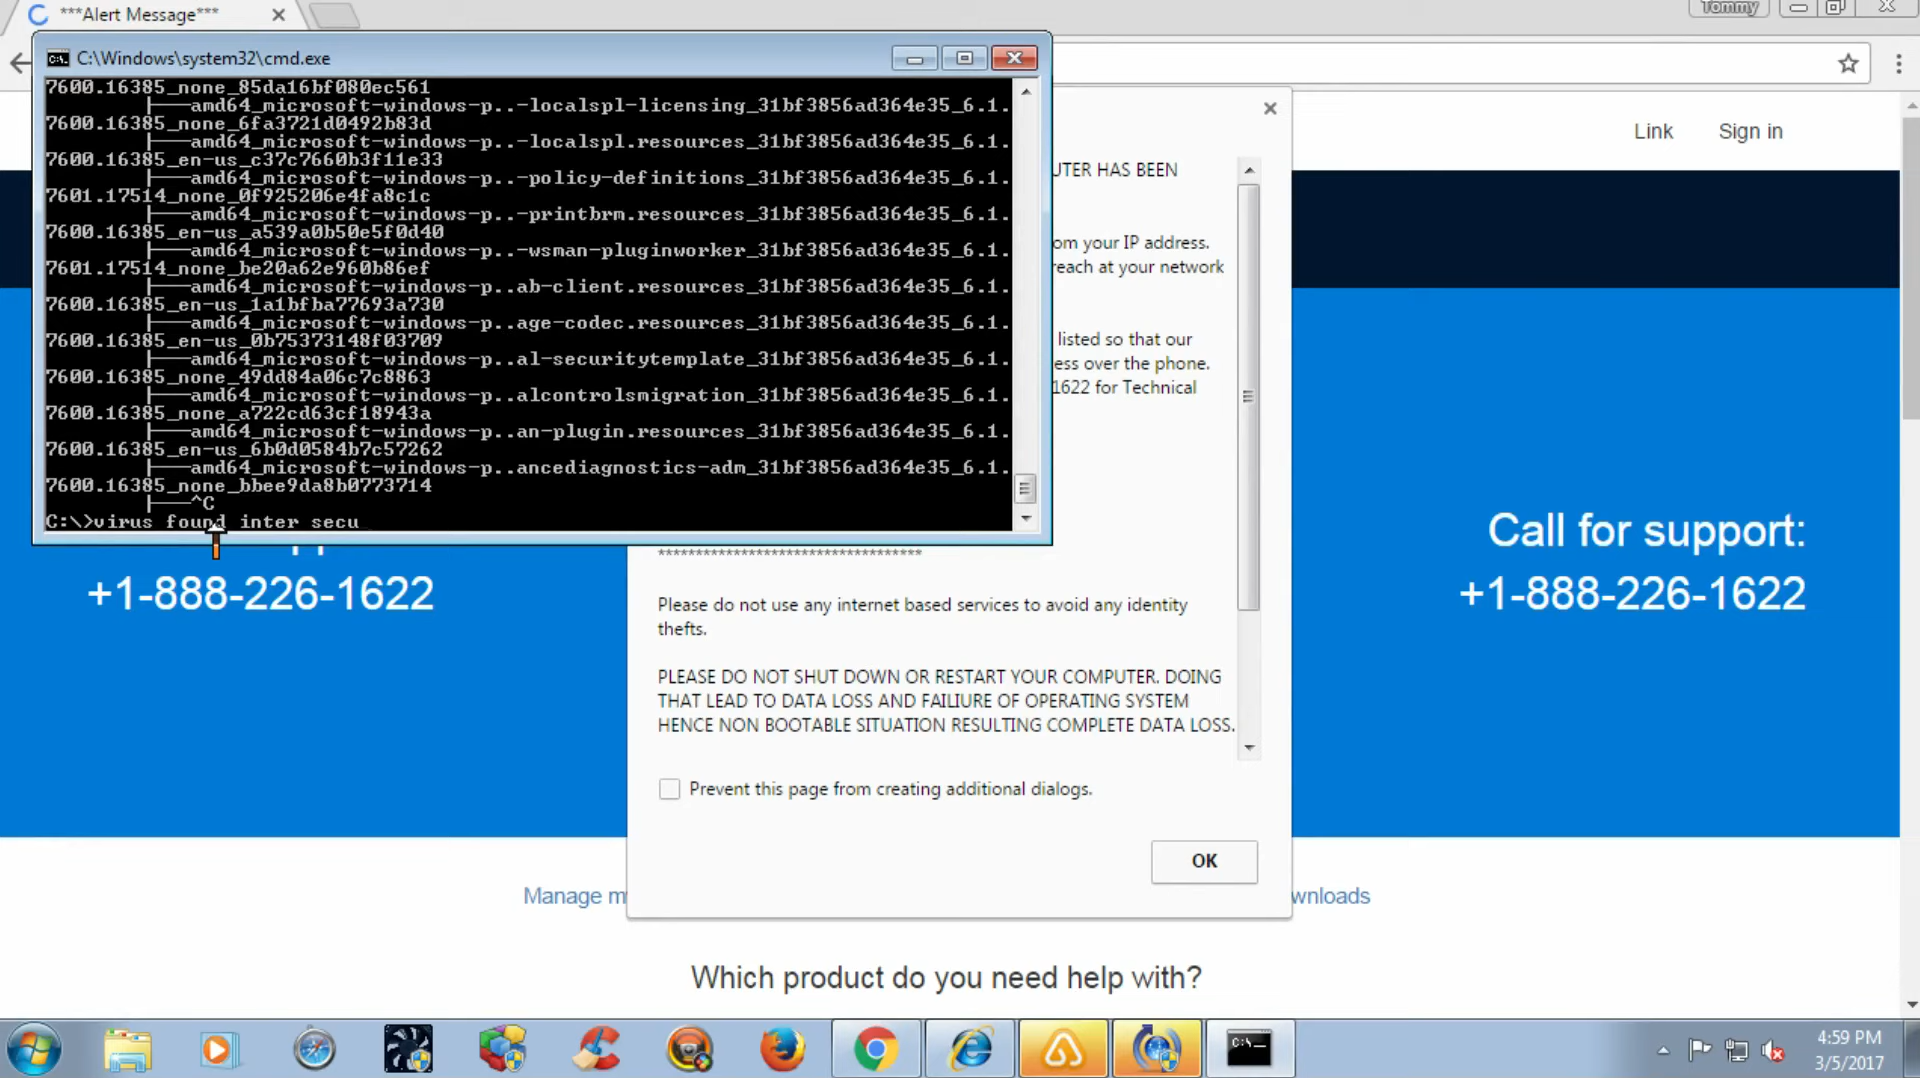 ***Alert Message***
Tommy
C:\Windows\system32\cmd.exe
7600.16385_none_85da16bf080ec561
amd64_microsoft-windows-p..-localspl-licensing_31bf3856ad364e35_6.1.
7600.16385_none_6fa3721d0492b83d
amd64_microsoft-windows-p..-localspl.resources_31bf3856ad364e35_6.1.
7600.16385_en-us_c37c7660b3f11e33
amd64_microsoft-windows-p..-policy-definitions_31bf3856ad364e35_6.1.
7601.17514_none_0f925206e4fa8c1c
amd64_microsoft-windows-p..-printbrm.resources_31bf3856ad364e35_6.1.
7600.16385_en-us_a539a0b50e5f0d40
amd64_microsoft-windows-p..-wsman-pluginworker_31bf3856ad364e35_6.1.
7601.17514_none_be20a62e960b86ef
amd64_microsoft-windows-p..ab-client.resources_31bf3856ad364e35_6.1.
7600.16385_en-us_1a1bfba77693a730
amd64_microsoft-windows-p..age-codec.resources_31bf3856ad364e35_6.1.
7600.16385_en-us_0b75373148f03709
amd64_microsoft-windows-p..al-securitytemplate_31bf3856ad364e35_6.1.
7600.16385_none_49dd84a06c7c8863
amd64_microsoft-windows-p..alcontrolsmigration_31bf3856ad364e35_6.1.
7600.16385_none_a722cd63cf18943a
amd64_microsoft-windows-p..an-plugin.resources_31bf3856ad364e35_6.1.
7600.16385_en-us_6b0d0584b7c57262
amd64_microsoft-windows-p..ancediagnostics-adm_31bf3856ad364e35_6.1.
7600.16385_none_bbee9da8b0773714
^C
C:\>virus found inter secu
Link Sign in
UTER HAS BEEN
om your IP address.
reach at your network
listed so that our
ess over the phone.
1622 for Technical
**********************************
Please do not use any internet based services to avoid any identity
thefts.
PLEASE DO NOT SHUT DOWN OR RESTART YOUR COMPUTER. DOING
THAT LEAD TO DATA LOSS AND FAILIURE OF OPERATING SYSTEM
HENCE NON BOOTABLE SITUATION RESULTING COMPLETE DATA LOSS.
Prevent this page from creating additional dialogs.
OK
+1-888-226-1622
Call for support:
+1-888-226-1622
Manage m
wnloads
Which product do you need help with?
4:59 PM
3/5/2017